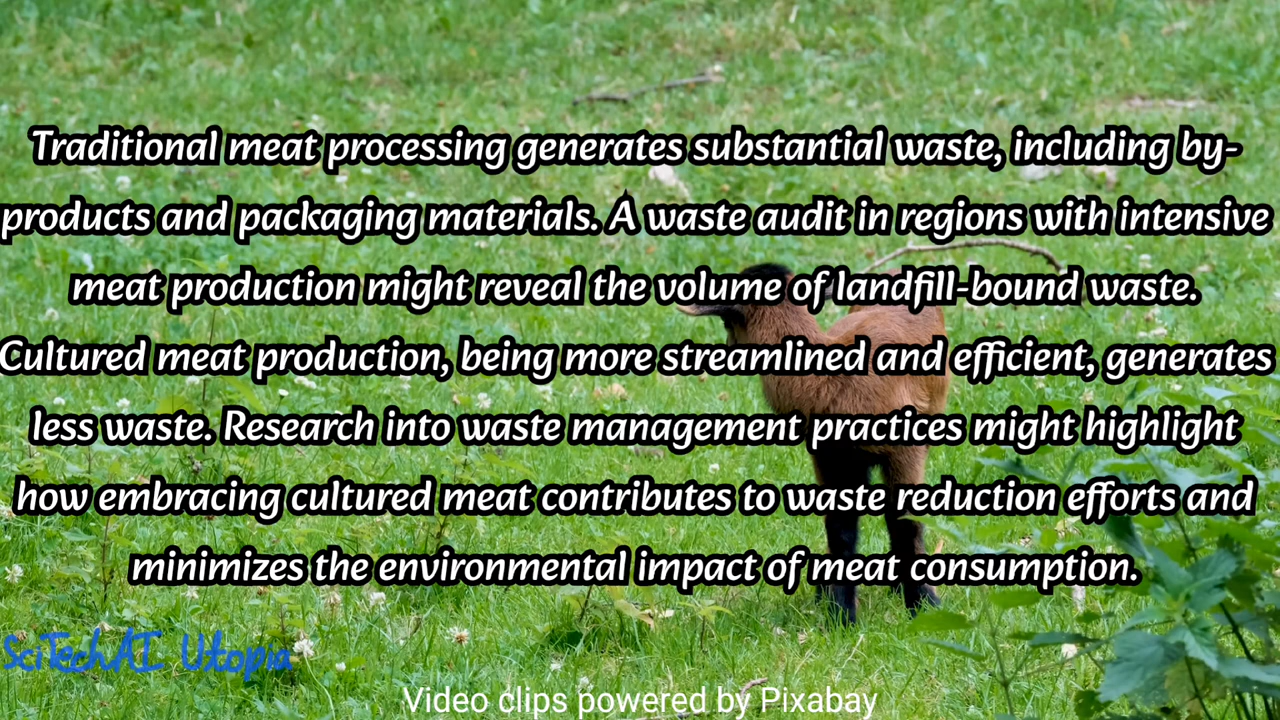 Traditional meat processing generates substantial waste, including by-
products and packaging materials. A waste audit in regions with intensive
meat production might reveal the volume of landfill-bound waste.
Cultured meat production, being more streamlined and efficient, generates
less waste. Research into waste management practices might highlight
how embracing cultured meat contributes to waste reduction efforts and
minimizes the environmental impact of meat consumption.
SciTechAI Utopia
Video clips powered by Pixabay